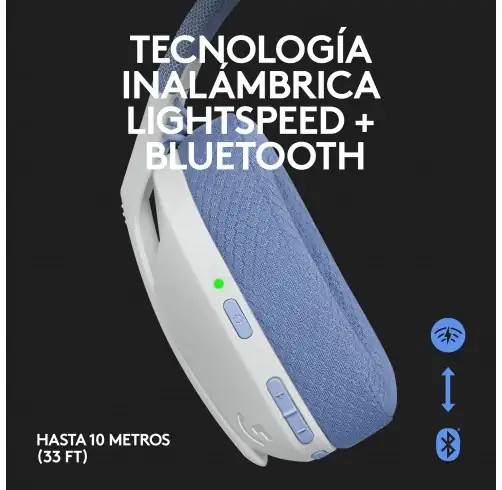 TECNOLOGÍA
INALÁMBRICA
LIGHTSPEED +
BLUETOOTH
HASTA 10 METROS
(33 FT)